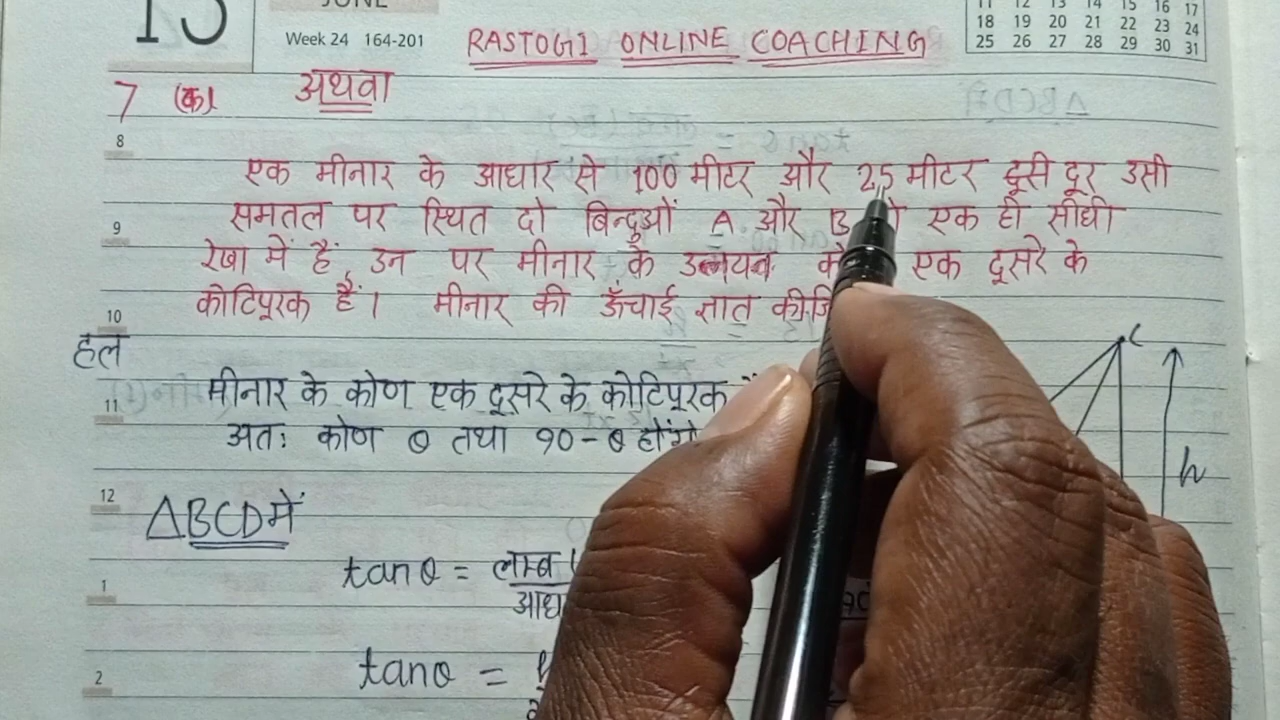 JUNE
Week 24 164-201
11 12 13 14 15 16 17
18 19 20 21 22 23 24
25 26 27 28 29 30 31
RASTOGI ONLINE COACHING
7 (क) अथवा
8
एक मीनार के आधार से 100 मीटर और 25 मीटर दूसी दूर उसी
9
समतल पर स्थित दो बिन्दुओं A और B एक ही सीधी
रेखा में हैं, उन पर मीनार के उन्नयन एक दूसरे के
10
कोटिपूरक हैं। मीनार की ऊँचाई ज्ञात
हल
11
मीनार के कोण एक दूसरे के कोटिपूरक
अतः कोण θ तथा 90-θ होंगे
C
h
12
ΔBCD में
1
tanθ = लम्ब
2
tanθ =